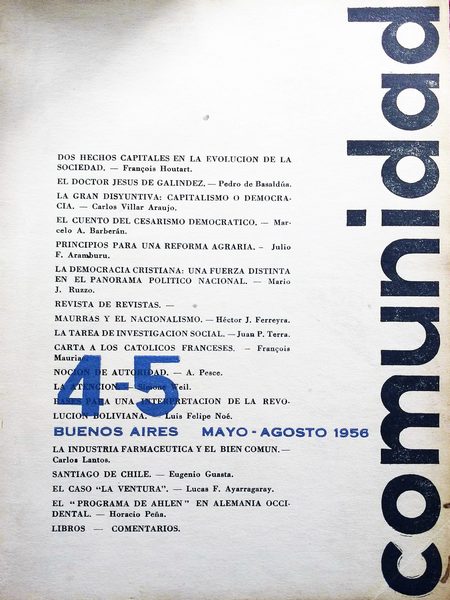 comunidad
DOS HECHOS CAPITALES EN LA EVOLUCION DE LA
SOCIEDAD. — François Houtart.
EL DOCTOR JESUS DE GALINDEZ. — Pedro de Basaldúa.
LA GRAN DISYUNTIVA: CAPITALISMO O DEMOCRA-
CIA. — Carlos Villar Araujo.
EL CUENTO DEL CESARISMO DEMOCRATICO. — Mar-
celo A. Barberán.
PRINCIPIOS PARA UNA REFORMA AGRARIA. — Julio
F. Aramburu.
LA DEMOCRACIA CRISTIANA: UNA FUERZA DISTINTA
EN EL PANORAMA POLITICO NACIONAL. — Mario
J. Ruzzo.
REVISTA DE REVISTAS. —
MAURRAS Y EL NACIONALISMO. — Héctor J. Ferreyra.
LA TAREA DE INVESTIGACION SOCIAL. — Juan P. Terra.
CARTA A LOS CATOLICOS FRANCESES. — François
Mauriac.
NOCION DE AUTORIDAD. — A. Pesce.
LA ATENCION. — Simone Weil.
BASES PARA UNA INTERPRETACION DE LA REVO-
LUCION BOLIVIANA. — Luis Felipe Noé.
4-5
BUENOS AIRES MAYO - AGOSTO 1956
LA INDUSTRIA FARMACEUTICA Y EL BIEN COMUN. —
Carlos Lantos.
SANTIAGO DE CHILE. — Eugenio Guasta.
EL CASO "LA VENTURA". — Lucas F. Ayarragaray.
EL "PROGRAMA DE AHLEN" EN ALEMANIA OCCI-
DENTAL. — Horacio Peña.
LIBROS — COMENTARIOS.